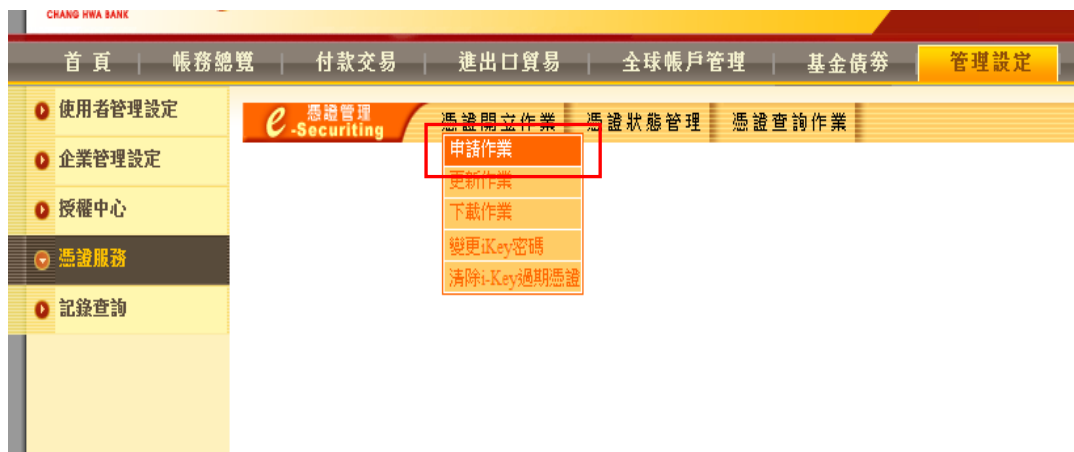 CHANG HWA BANK
首頁 | 帳務總覽 | 付款交易 | 進出口貿易 | 全球帳戶管理 | 基金債券 | 管理設定
使用者管理設定
企業管理設定
授權中心
憑證服務
記錄查詢
e-Securiting 憑證管理
憑證開立作業 憑證狀態管理 憑證查詢作業
申請作業
更新作業
下載作業
變更iKey密碼
清除i-Key過期憑證